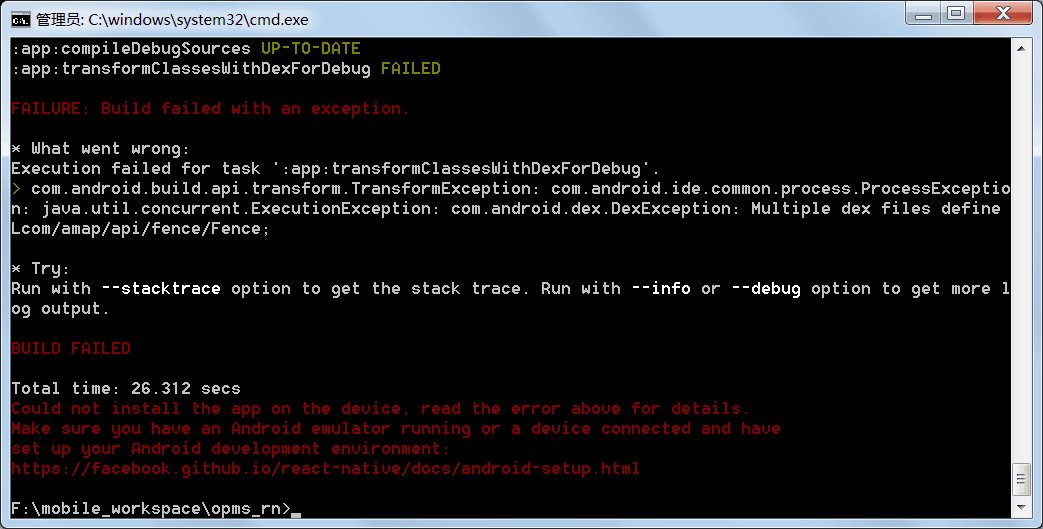 管理员: C:\windows\system32\cmd.exe
:app:compileDebugSources UP-TO-DATE
:app:transformClassesWithDexForDebug FAILED
FAILURE: Build failed with an exception.
* What went wrong:
Execution failed for task ':app:transformClassesWithDexForDebug'.
> com.android.build.api.transform.TransformException: com.android.ide.common.process.ProcessExceptio
n: java.util.concurrent.ExecutionException: com.android.dex.DexException: Multiple dex files define
Lcom/amap/api/fence/Fence;
* Try:
Run with --stacktrace option to get the stack trace. Run with --info or --debug option to get more l
og output.
BUILD FAILED
Total time: 26.312 secs
Could not install the app on the device, read the error above for details.
Make sure you have an Android emulator running or a device connected and have
set up your Android development environment:
https://facebook.github.io/react-native/docs/android-setup.html
F:\mobile_workspace\opms_rn>